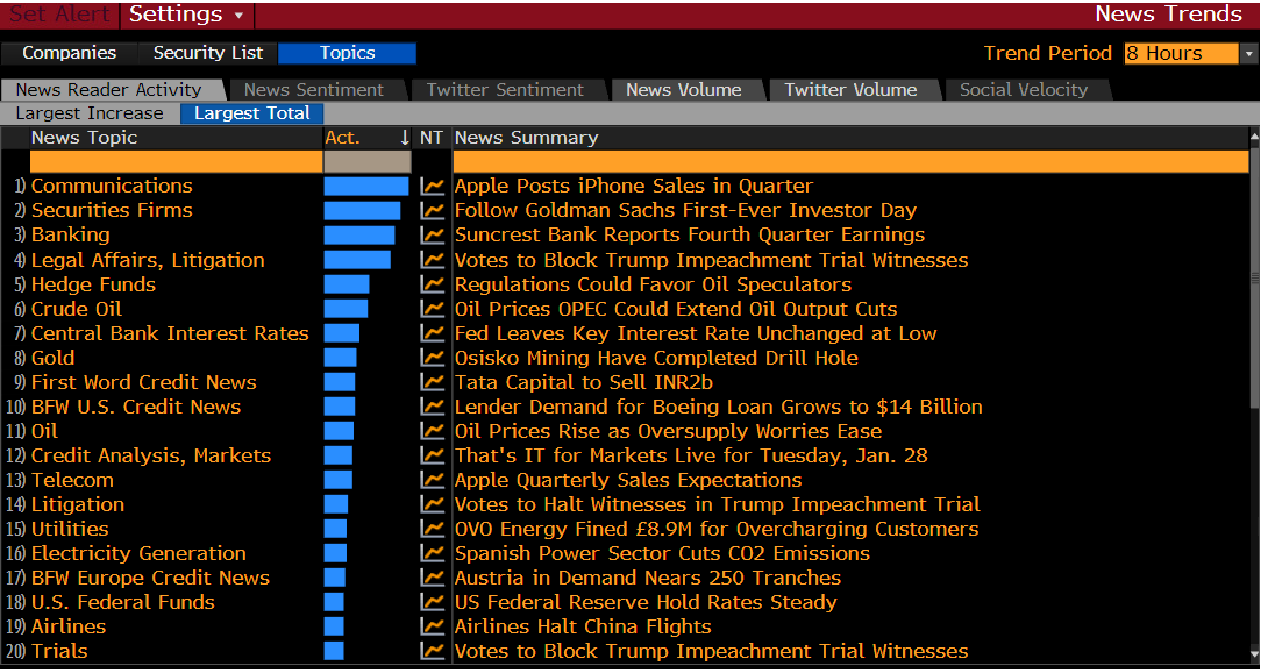 Set Alert Settings News Trends
Companies Security List Topics Trend Period 8 Hours
News Reader Activity News Sentiment Twitter Sentiment News Volume Twitter Volume Social Velocity
Largest Increase Largest Total
News Topic Act. ↓ NT News Summary
1) Communications Apple Posts iPhone Sales in Quarter
2) Securities Firms Follow Goldman Sachs First-Ever Investor Day
3) Banking Suncrest Bank Reports Fourth Quarter Earnings
4) Legal Affairs, Litigation Votes to Block Trump Impeachment Trial Witnesses
5) Hedge Funds Regulations Could Favor Oil Speculators
6) Crude Oil Oil Prices OPEC Could Extend Oil Output Cuts
7) Central Bank Interest Rates Fed Leaves Key Interest Rate Unchanged at Low
8) Gold Osisko Mining Have Completed Drill Hole
9) First Word Credit News Tata Capital to Sell INR2b
10) BFW U.S. Credit News Lender Demand for Boeing Loan Grows to $14 Billion
11) Oil Oil Prices Rise as Oversupply Worries Ease
12) Credit Analysis, Markets That's IT for Markets Live for Tuesday, Jan. 28
13) Telecom Apple Quarterly Sales Expectations
14) Litigation Votes to Halt Witnesses in Trump Impeachment Trial
15) Utilities OVO Energy Fined £8.9M for Overcharging Customers
16) Electricity Generation Spanish Power Sector Cuts CO2 Emissions
17) BFW Europe Credit News Austria in Demand Nears 250 Tranches
18) U.S. Federal Funds US Federal Reserve Hold Rates Steady
19) Airlines Airlines Halt China Flights
20) Trials Votes to Block Trump Impeachment Trial Witnesses